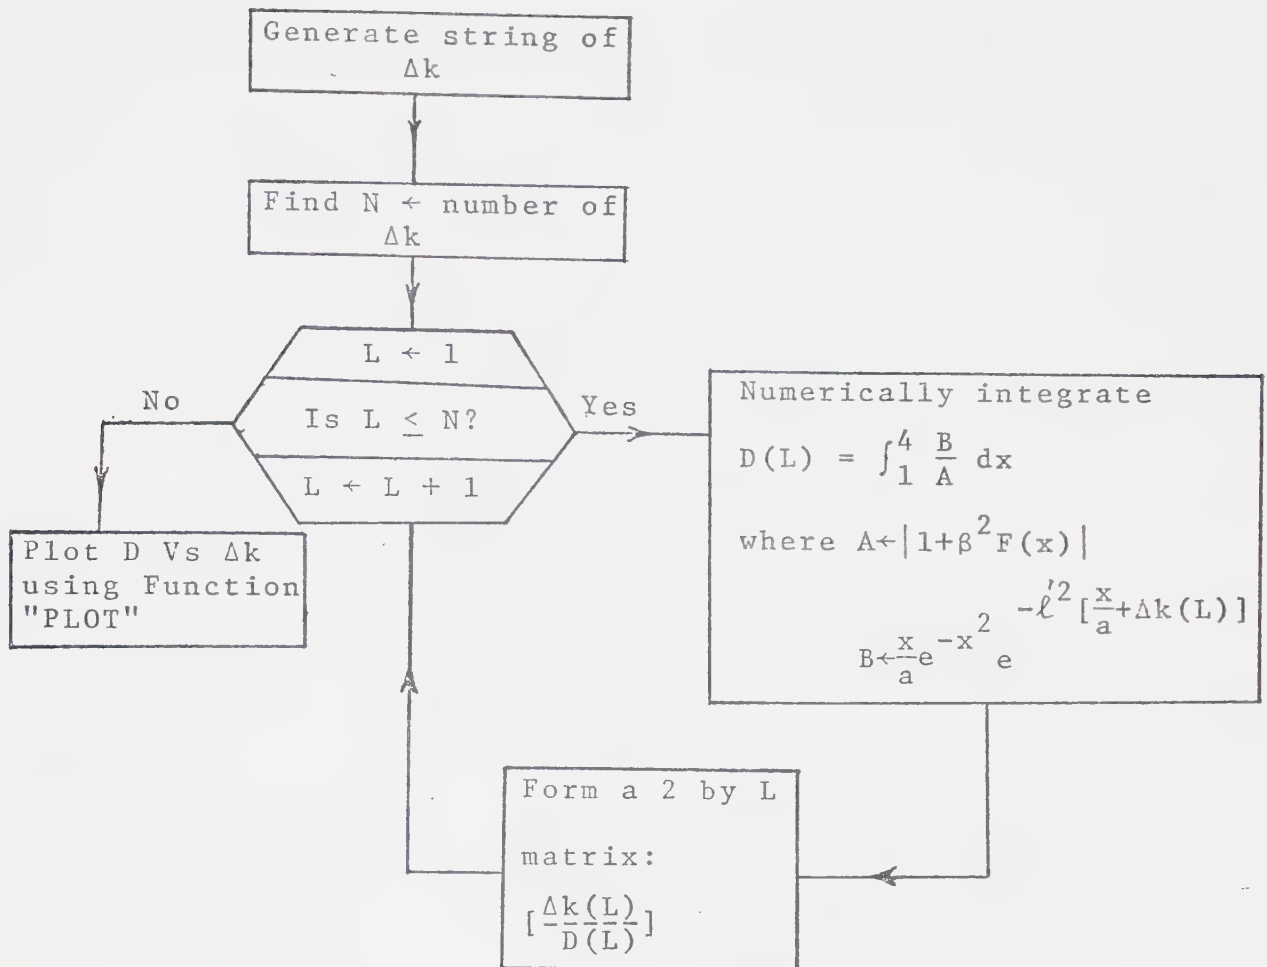 Generate string of
Δk
Find N ← number of
Δk
L ← 1
Is L ≤ N?
L ← L + 1
No
Yes
Plot D Vs Δk
using Function
"PLOT"
Numerically integrate
D(L) = ∫₁⁴ B/A dx
where A←|1+β²F(x)|
B←x/a e^-x² e^-ℓ'²[x/a+Δk(L)]
Form a 2 by L
matrix:
[Δk(L)/D(L)]